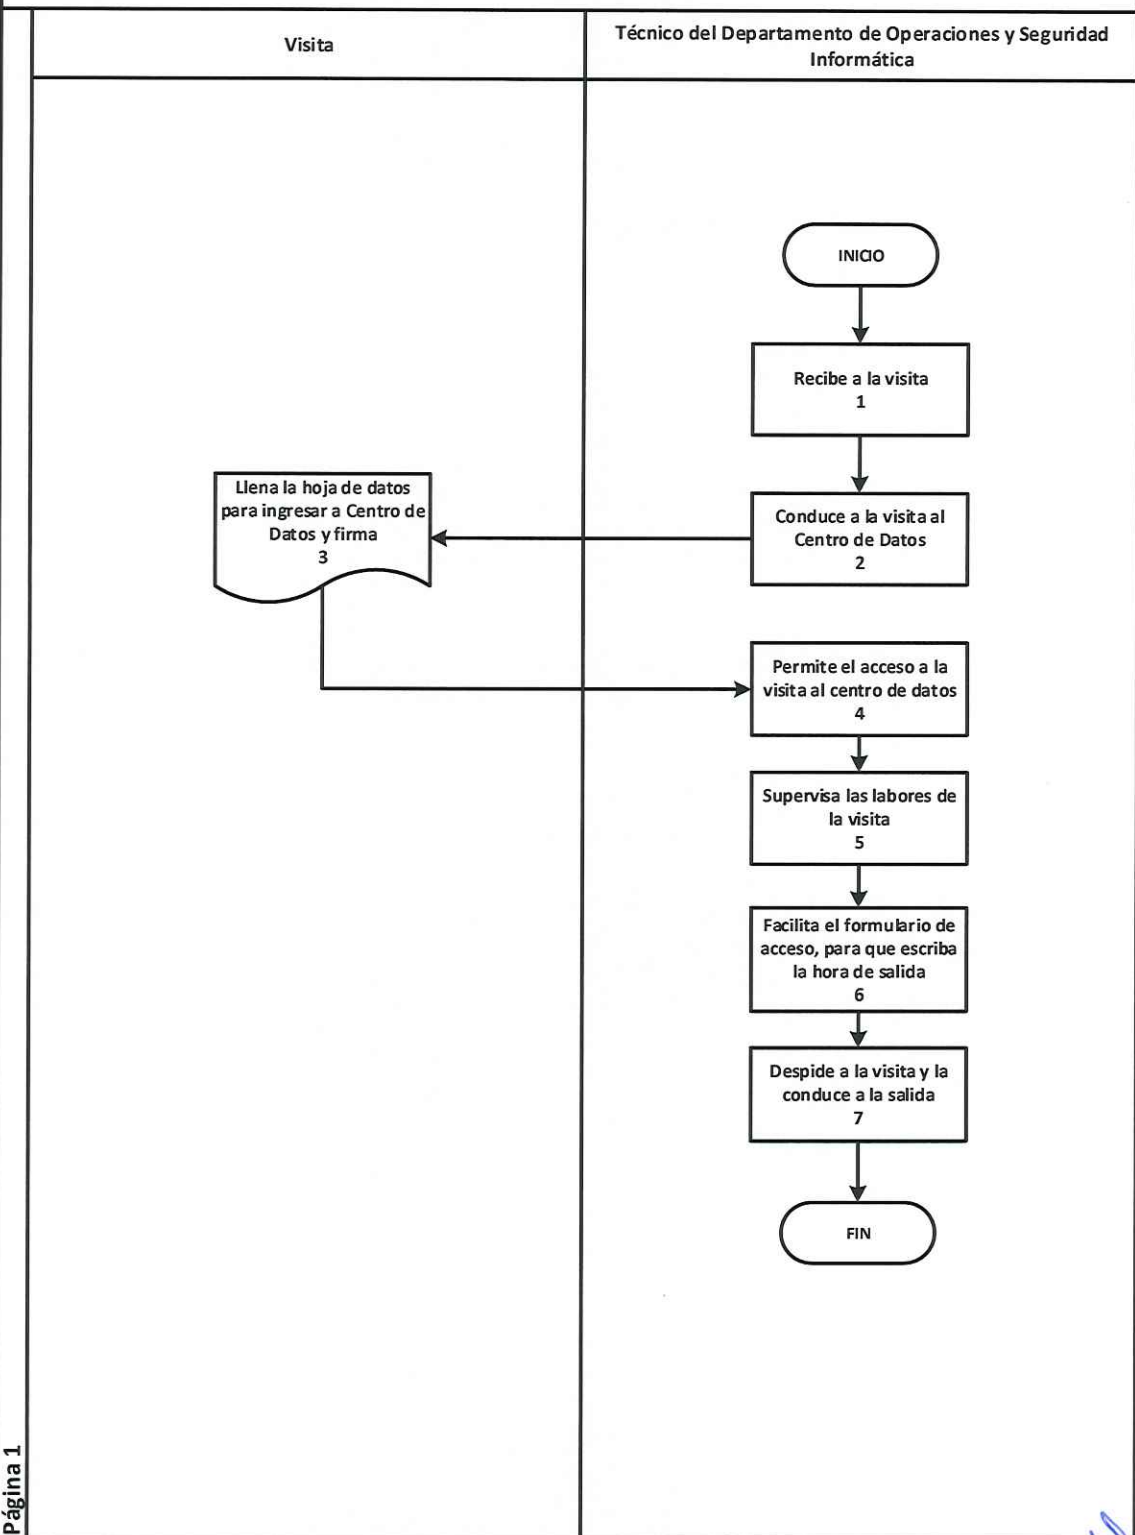 Visita
Técnico del Departamento de Operaciones y Seguridad
Informática
INICIO
Recibe a la visita
1
Conduce a la visita al
Centro de Datos
2
Llena la hoja de datos
para ingresar a Centro de
Datos y firma
3
Permite el acceso a la
visita al centro de datos
4
Supervisa las labores de
la visita
5
Facilita el formulario de
acceso, para que escriba
la hora de salida
6
Despide a la visita y la
conduce a la salida
7
FIN
Página 1